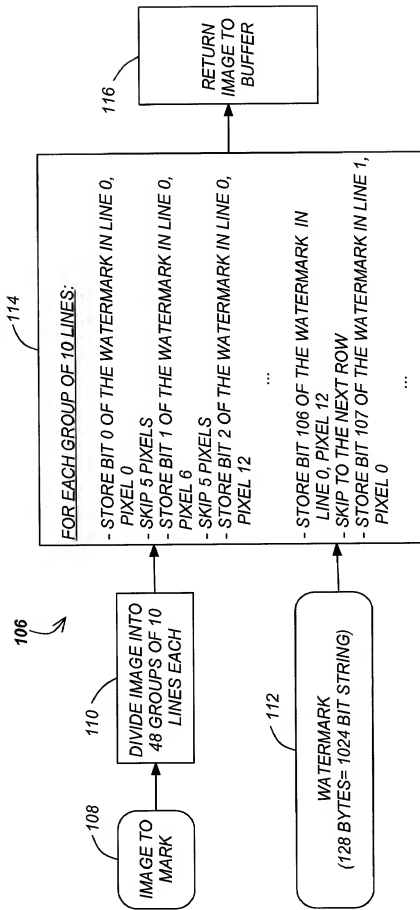 106
108
IMAGE TO
MARK
110
DIVIDE IMAGE INTO
48 GROUPS OF 10
LINES EACH
112
WATERMARK
(128 BYTES= 1024 BIT STRING)
114
FOR EACH GROUP OF 10 LINES:
- STORE BIT 0 OF THE WATERMARK IN LINE 0,
PIXEL 0
- SKIP 5 PIXELS
- STORE BIT 1 OF THE WATERMARK IN LINE 0,
PIXEL 6
- SKIP 5 PIXELS
- STORE BIT 2 OF THE WATERMARK IN LINE 0,
PIXEL 12
...
- STORE BIT 106 OF THE WATERMARK IN
LINE 0, PIXEL 12
- SKIP TO THE NEXT ROW
- STORE BIT 107 OF THE WATERMARK IN LINE 1,
PIXEL 0
...
116
RETURN
IMAGE TO
BUFFER